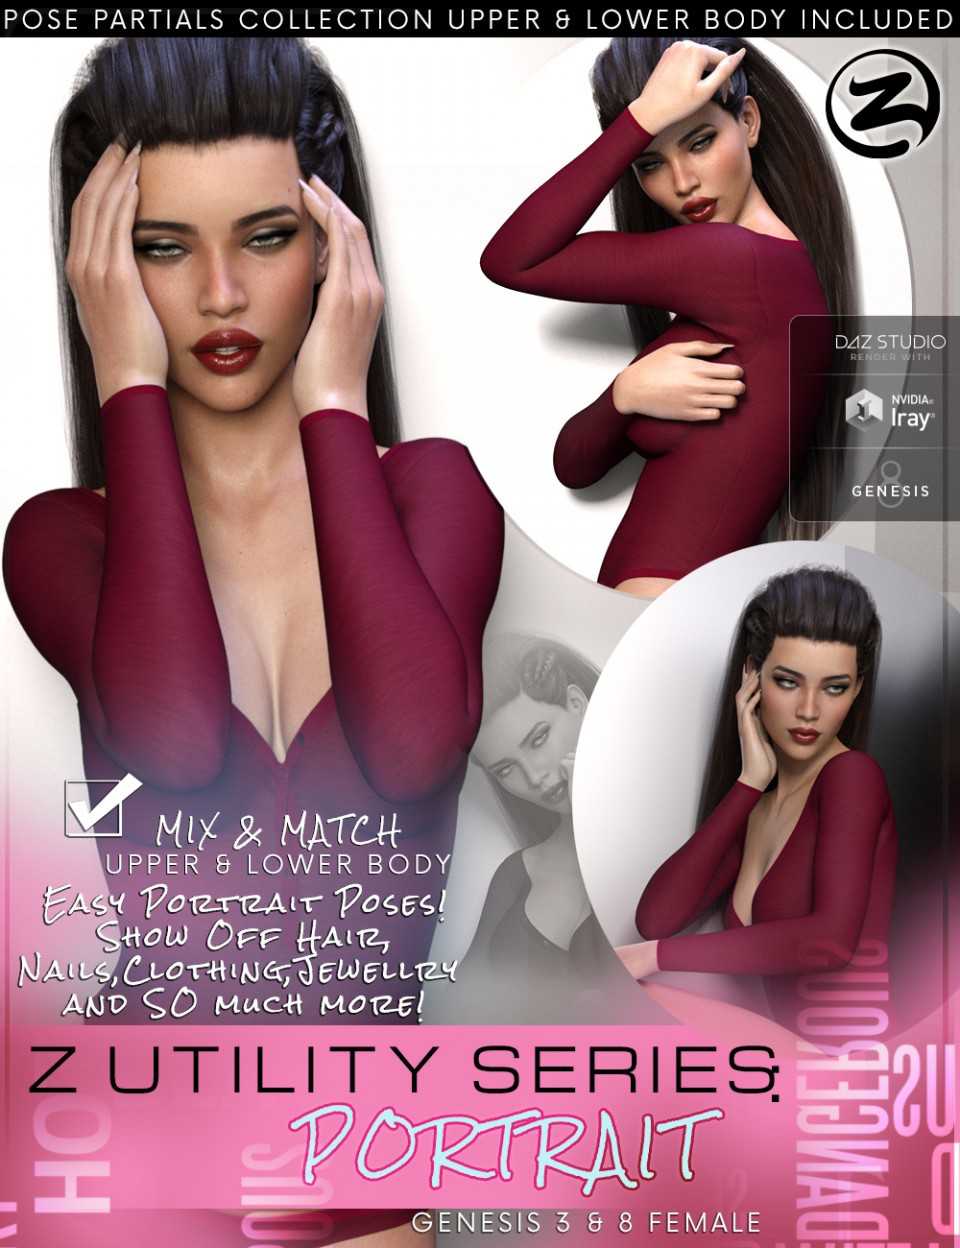 POSE PARTIALS COLLECTION UPPER & LOWER BODY INCLUDED
Z
DAZ STUDIO
RENDER WITH
NVIDIA®
Iray®
8
GENESIS
MIX & MATCH
UPPER & LOWER BODY
EASY PORTRAIT POSES!
SHOW OFF HAIR,
NAILS,CLOTHING,JEWELLRY
AND SO MUCH MORE!
Z UTILITY SERIES:
PORTRAIT
GENESIS 3 & 8 FEMALE
DANGEROUS